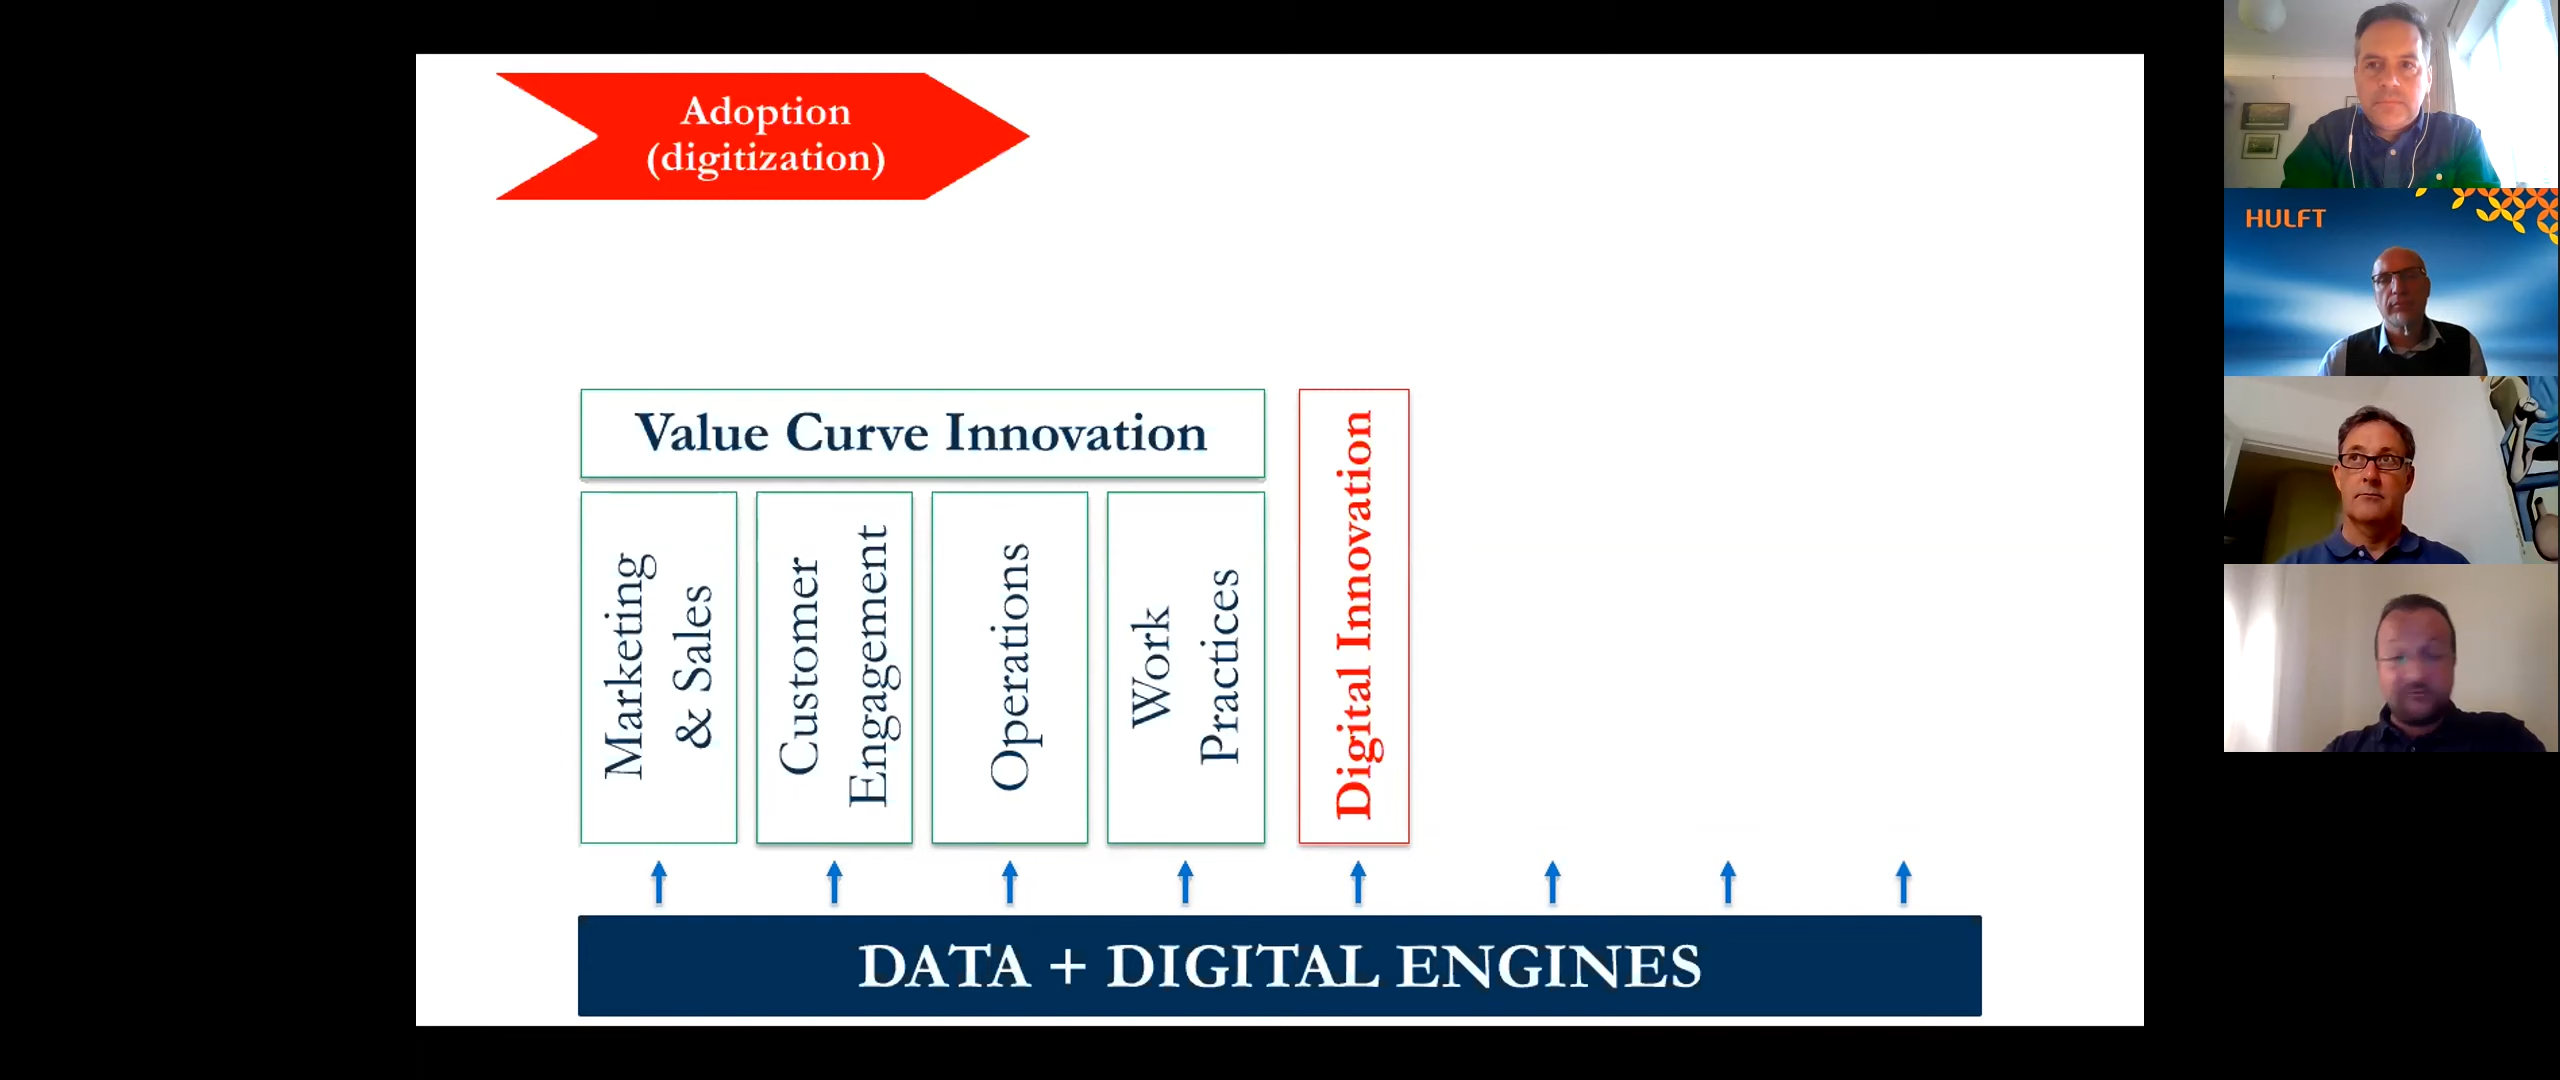 Adoption
(digitization)
Value Curve Innovation
Marketing
& Sales
Customer
Engagement
Operations
Work
Practices
Digital Innovation
DATA + DIGITAL ENGINES
HULFT